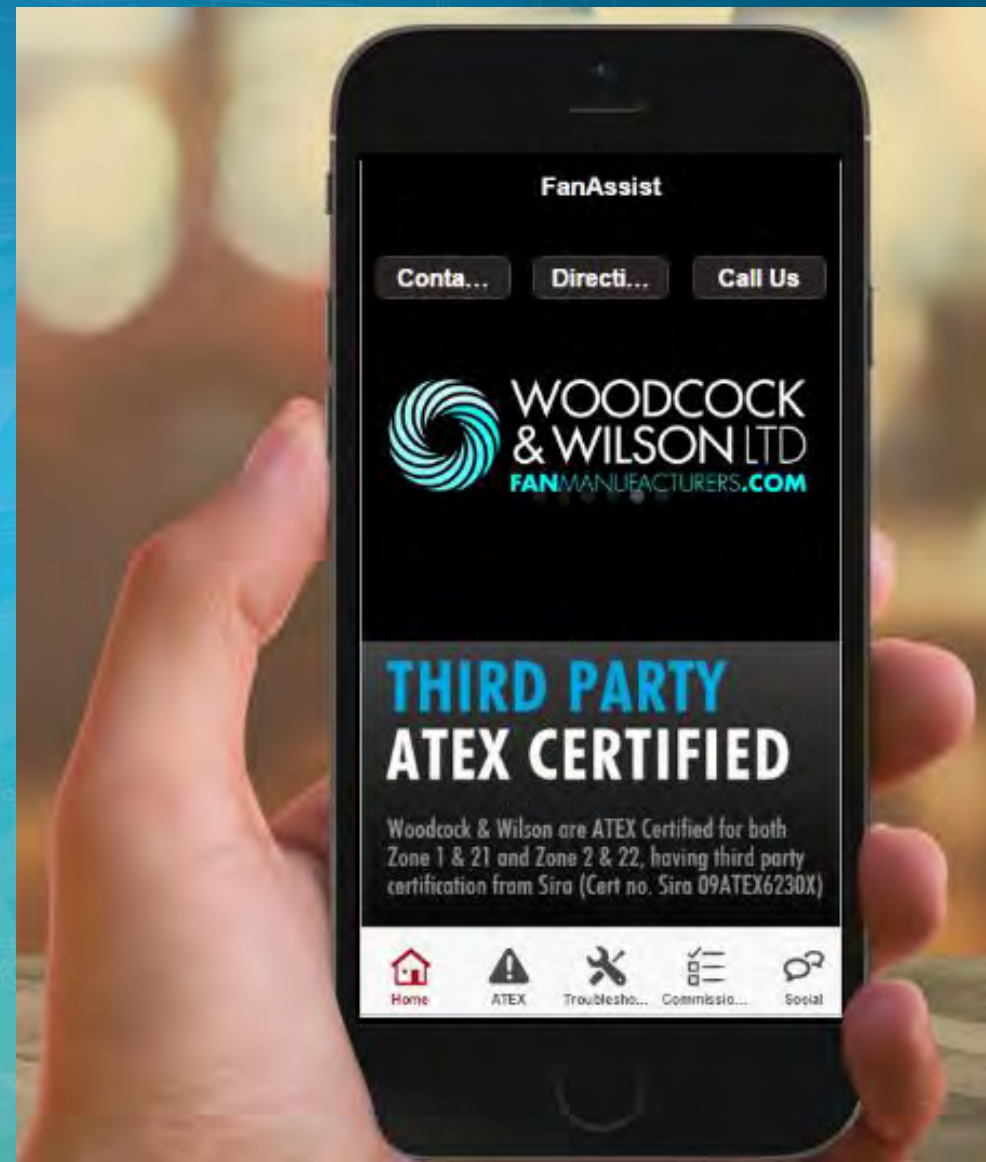 FanAssist
Conta...
Directi...
Call Us
WOODCOCK
& WILSON LTD
FANMANUFACTURERS.COM
THIRD PARTY
ATEX CERTIFIED
Woodcock & Wilson are ATEX Certified for both
Zone 1 & 21 and Zone 2 & 22, having third party
certification from Sira (Cert no. Sira 09ATEX6230X)
Home
ATEX
Troublesho...
Commissio...
Social